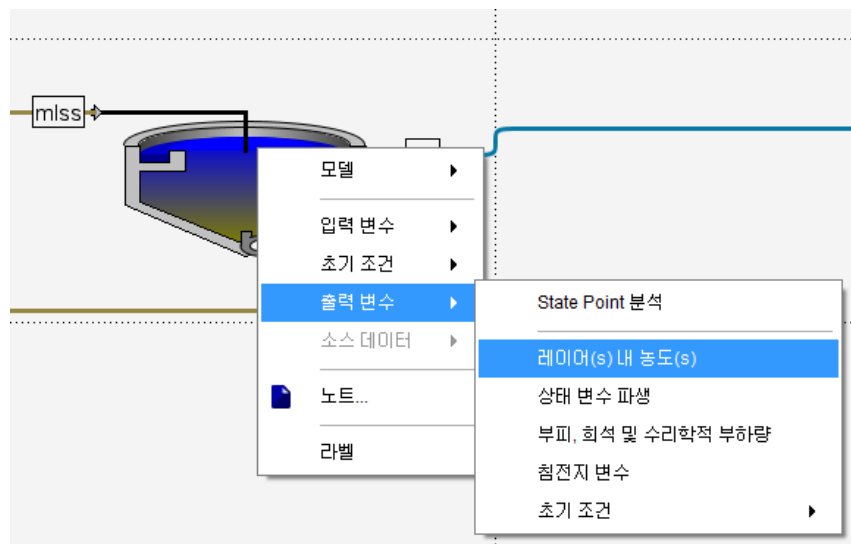 mlss
모델
입력 변수
초기 조건
출력 변수
소스 데이터
노트...
라벨
State Point 분석
레이어(s) 내 농도(s)
상태 변수 파생
부피, 희석 및 수리학적 부하량
침전지 변수
초기 조건